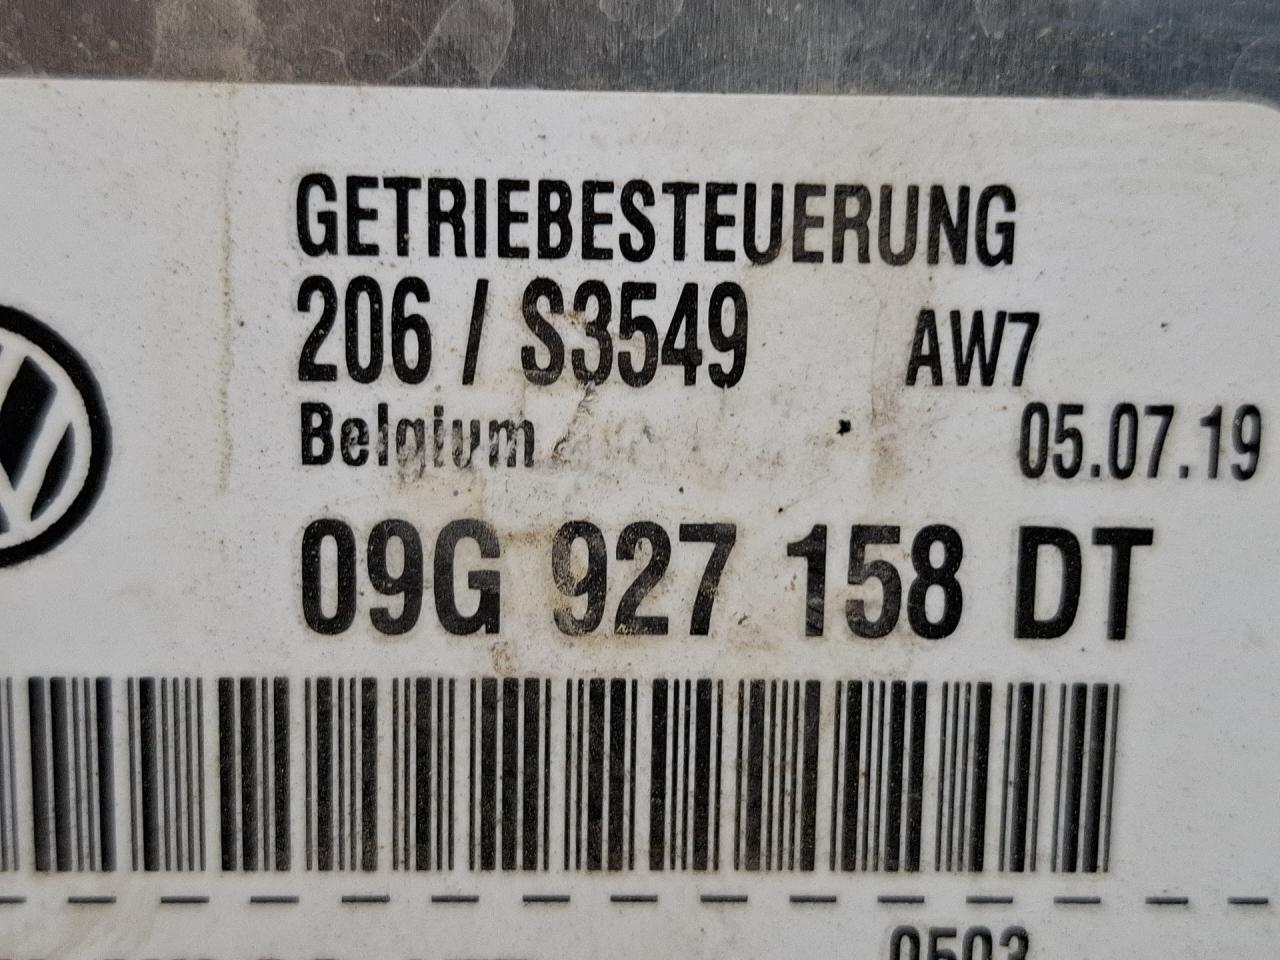 GETRIEBESTEUERUNG
206 / S3549 AW7
Belgium 05.07.19
09G 927 158 DT